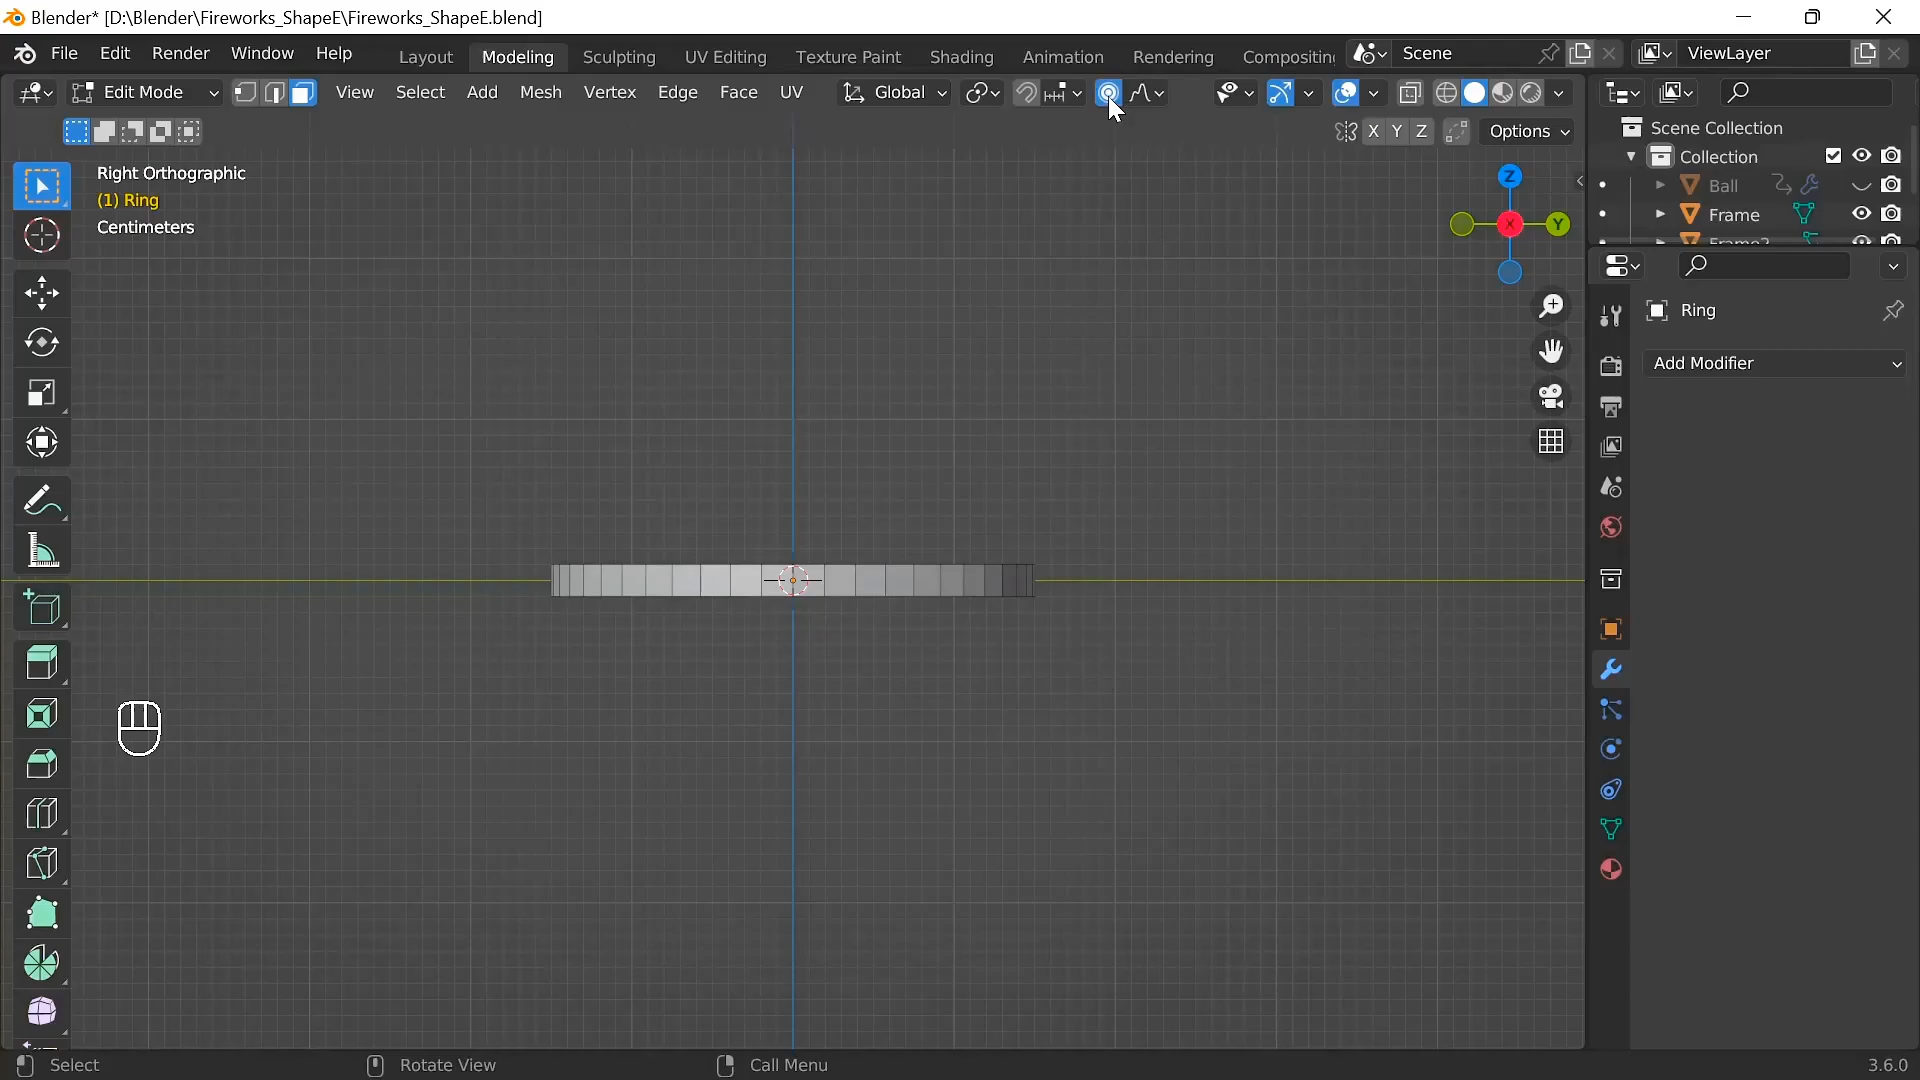 Blender* [D:\Blender\Fireworks_ShapeE\Fireworks_ShapeE.blend]
File Edit Render Window Help Layout Modeling Sculpting UV Editing Texture Paint Shading Animation Rendering Compositin Scene ViewLayer
Edit Mode View Select Add Mesh Vertex Edge Face UV Global
X Y Z Options
Right Orthographic
(1) Ring
Centimeters
Z
X
Y
Scene Collection
Collection
Ball
Frame
Frame2
Ring
Add Modifier
Select Rotate View Call Menu 3.6.0